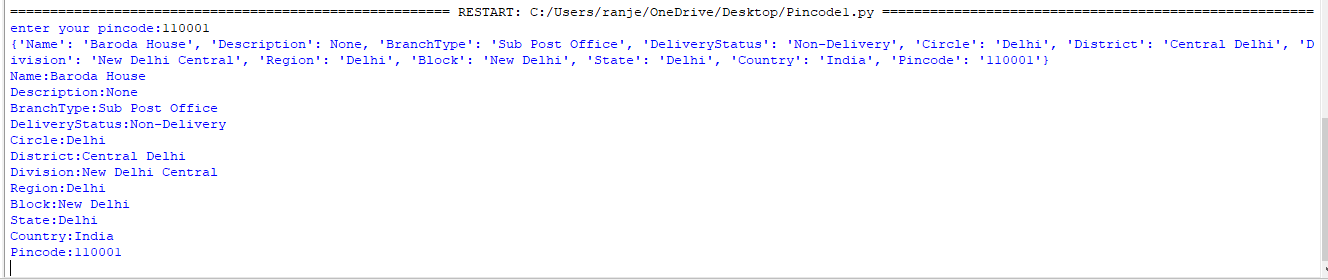 ======================================================= RESTART: C:/Users/ranje/OneDrive/Desktop/Pincode1.py ======================================================
enter your pincode:110001
{'Name': 'Baroda House', 'Description': None, 'BranchType': 'Sub Post Office', 'DeliveryStatus': 'Non-Delivery', 'Circle': 'Delhi', 'District': 'Central Delhi', 'D
ivision': 'New Delhi Central', 'Region': 'Delhi', 'Block': 'New Delhi', 'State': 'Delhi', 'Country': 'India', 'Pincode': '110001'}
Name:Baroda House
Description:None
BranchType:Sub Post Office
DeliveryStatus:Non-Delivery
Circle:Delhi
District:Central Delhi
Division:New Delhi Central
Region:Delhi
Block:New Delhi
State:Delhi
Country:India
Pincode:110001